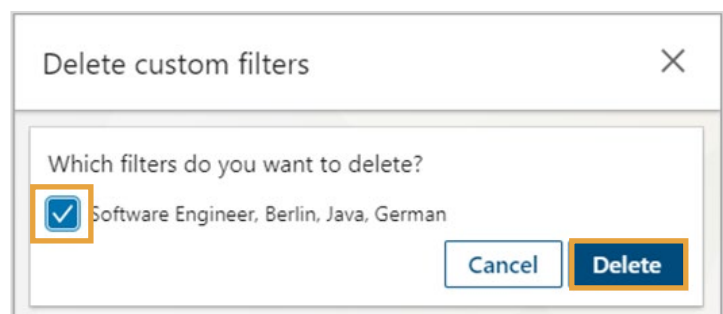 Delete custom filters
Which filters do you want to delete?
Software Engineer, Berlin, Java, German
Cancel Delete